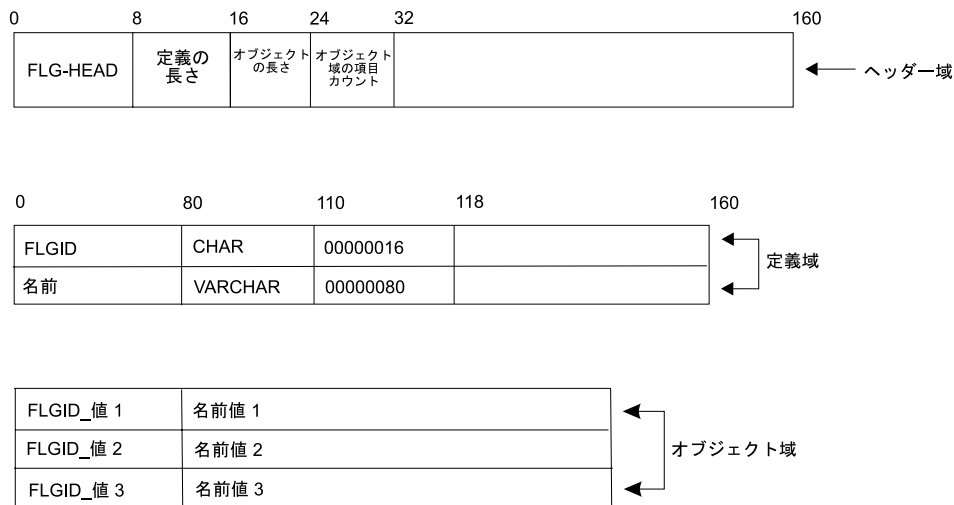 0 8 16 24 32 160
FLG-HEAD
定義の
長さ
オブジェクト
の長さ
オブジェクト
域の項目
カウント
ヘッダー域
0 80 110 118 160
FLGID CHAR 00000016
名前 VARCHAR 00000080
定義域
FLGID_値 1 名前値 1
FLGID_値 2 名前値 2
FLGID_値 3 名前値 3
オブジェクト域